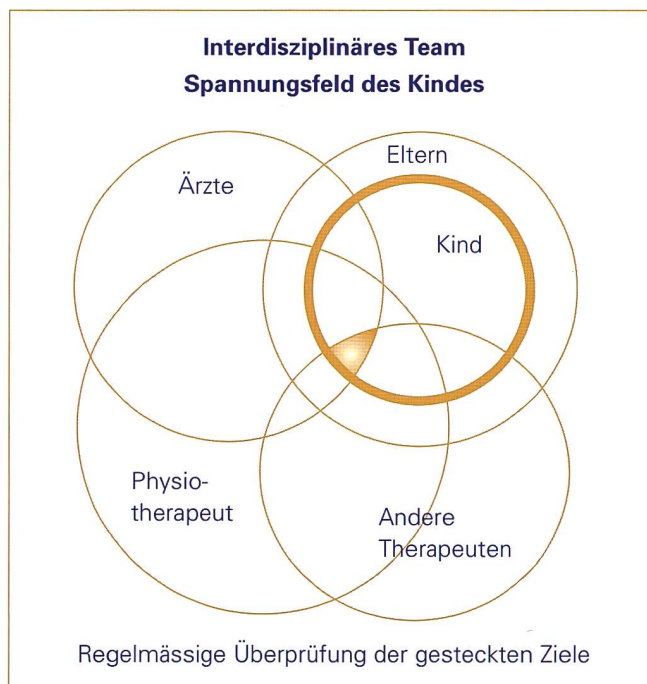 Interdisziplinäres Team
Spannungsfeld des Kindes
Eltern
Ärzte
Kind
Physio-
therapeut
Andere
Therapeuten
Regelmässige Überprüfung der gesteckten Ziele